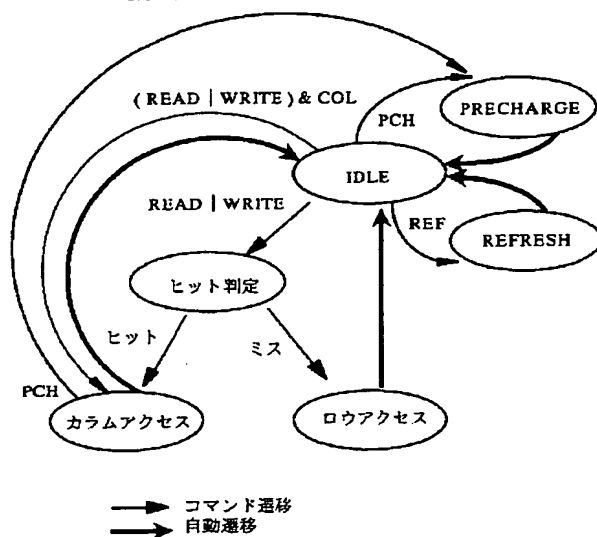 ( READ | WRITE ) & COL
PCH
PRECHARGE
IDLE
READ | WRITE
REF
REFRESH
ヒット判定
ヒット
ミス
PCH
カラムアクセス
ロウアクセス
コマンド遷移
自動遷移